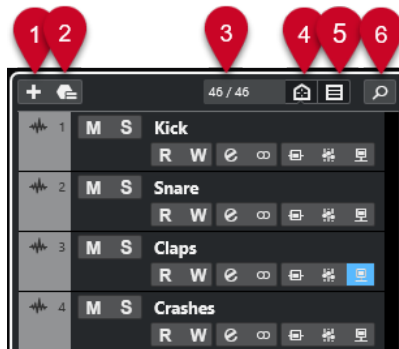 1 2 3 4 5 6
46 / 46
1 M S Kick
R W e
2 M S Snare
R W e
3 M S Claps
R W e
4 M S Crashes
R W e